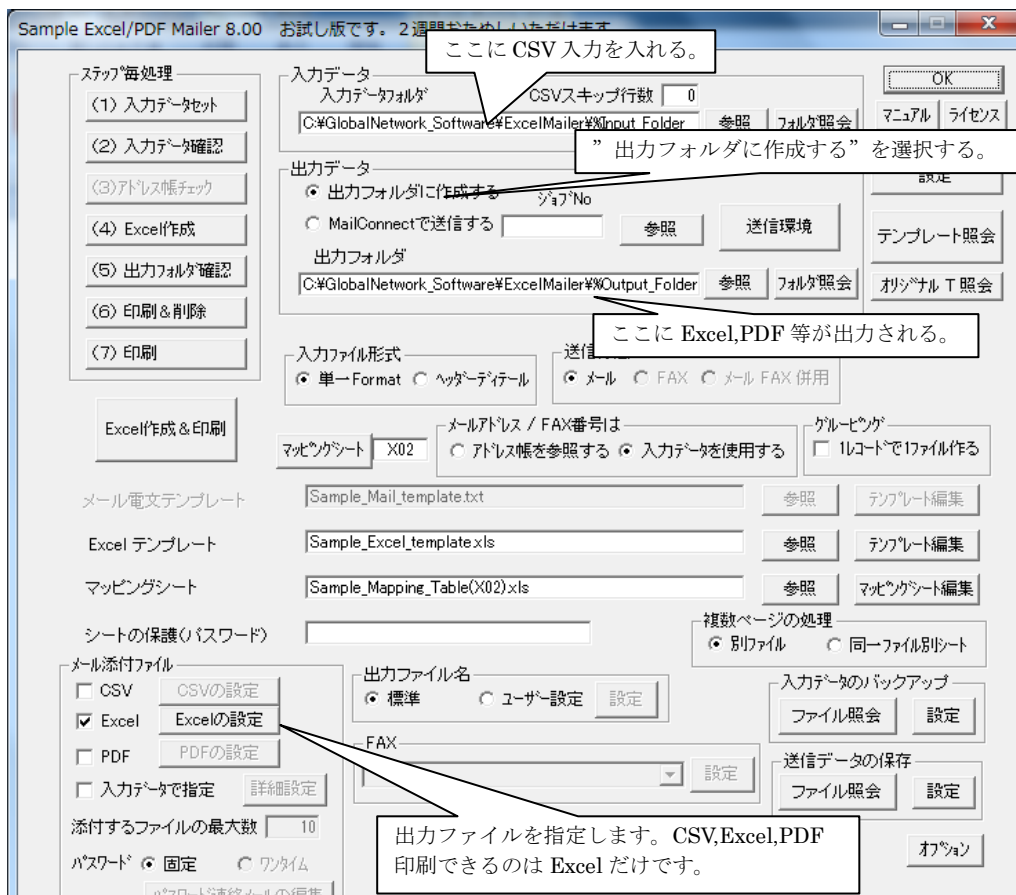 Sample Excel/PDF Mailer 8.00 お試し版です。2週間おためしいただけます
ここに CSV 入力を入れる。
ステップ毎処理
(1) 入力データセット
(2) 入力データ確認
(3)アドレス帳チェック
(4) Excel作成
(5) 出力フォルダ確認
(6) 印刷＆削除
(7) 印刷
Excel作成＆印刷
入力データ
入力データフォルダ CSVスキップ行数 0
C:¥GlobalNetwork_Software¥ExcelMailer¥%Input_Folder 参照 フォルダ照会
OK
マニュアル ライセンス
”出力フォルダに作成する”を選択する。
設定
出力データ
出力フォルダに作成する ジョブNo
MailConnectで送信する 参照 送信環境
テンプレート照会
出力フォルダ
C:¥GlobalNetwork_Software¥ExcelMailer¥%Output_Folder 参照 フォルダ照会
オリジナルＴ照会
ここに Excel,PDF 等が出力される。
入力ファイル形式
単一Format ヘッダーディテール
メール FAX メール FAX 併用
マッピングシート X02
メールアドレス / FAX番号は
アドレス帳を参照する 入力データを使用する
グルーピング
1レコードで1ファイル作る
メール電文テンプレート Sample_Mail_template.txt 参照 テンプレート編集
Excel テンプレート Sample_Excel_template.xls 参照 テンプレート編集
マッピングシート Sample_Mapping_Table(X02).xls 参照 マッピングシート編集
シートの保護(パスワード)
複数ページの処理
別ファイル 同一ファイル別シート
メール添付ファイル
CSV CSVの設定
Excel Excelの設定
PDF PDFの設定
入力データで指定 詳細設定
添付するファイルの最大数 10
パスワード 固定 ワンタイム
パスワード連絡メールの編集
出力ファイル名
標準 ユーザー設定 設定
FAX
設定
入力データのバックアップ
ファイル照会 設定
送信データの保存
ファイル照会 設定
出力ファイルを指定します。CSV,Excel,PDF
印刷できるのは Excel だけです。
オプション